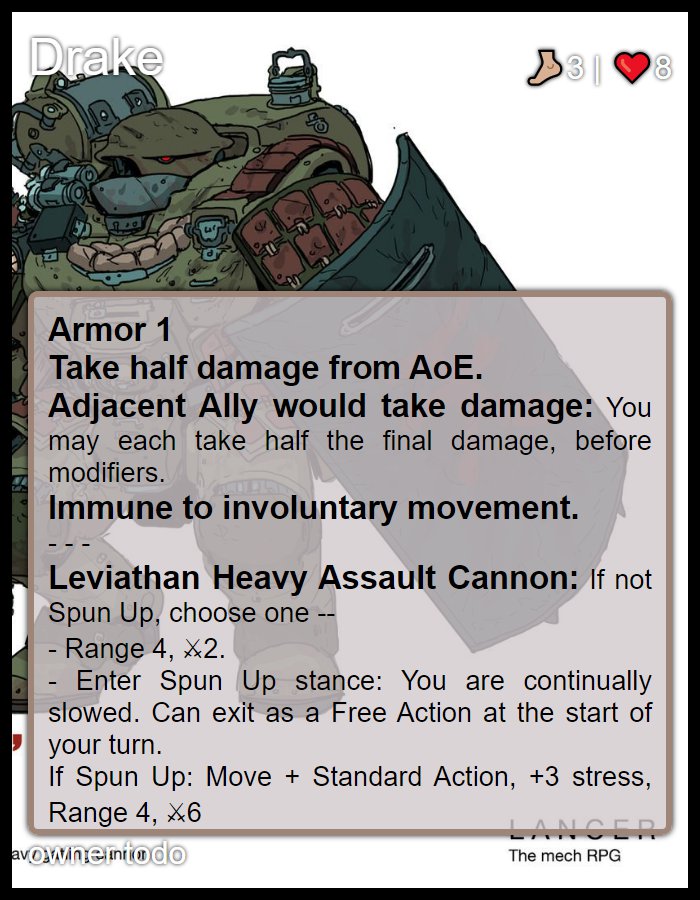 Drake
3 | 8
Armor 1
Take half damage from AoE.
Adjacent Ally would take damage: You
may each take half the final damage, before
modifiers.
Immune to involuntary movement.
- - -
Leviathan Heavy Assault Cannon: If not
Spun Up, choose one --
- Range 4, ⚔2.
- Enter Spun Up stance: You are continually
slowed. Can exit as a Free Action at the start of
your turn.
If Spun Up: Move + Standard Action, +3 stress,
Range 4, ⚔6
LANCER
owner todo
The mech RPG